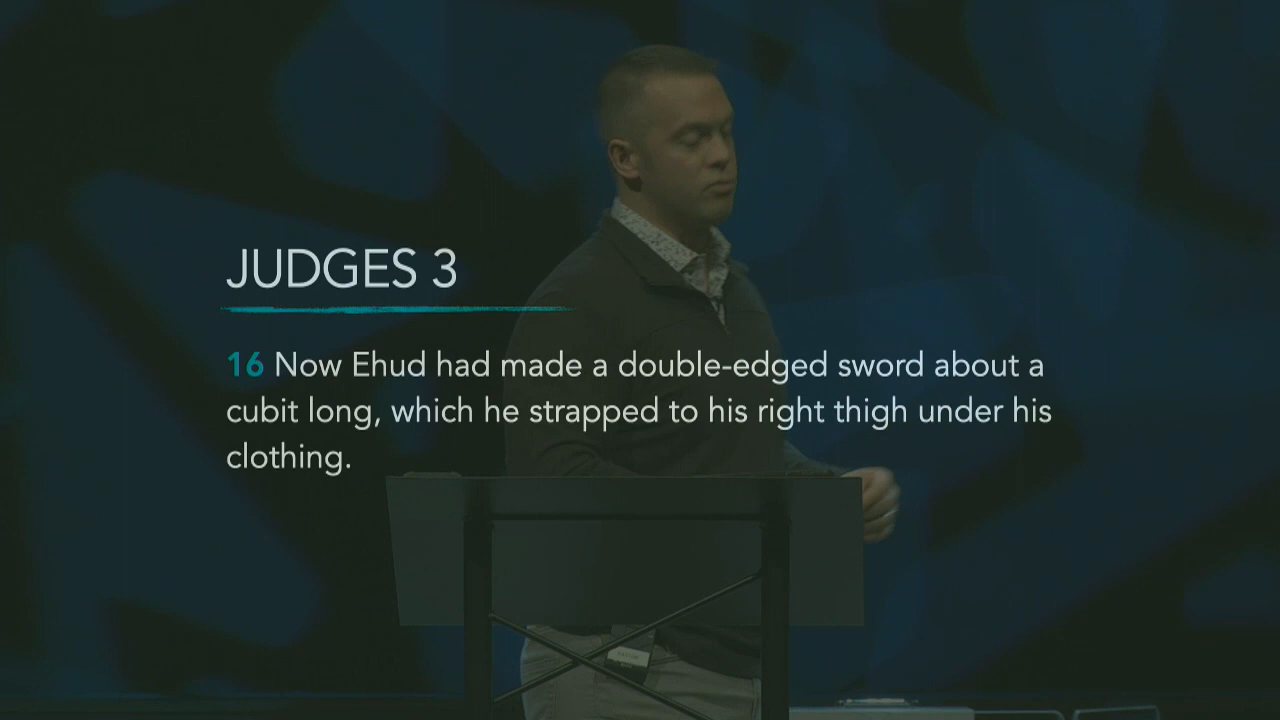 JUDGES 3
16 Now Ehud had made a double-edged sword about a
cubit long, which he strapped to his right thigh under his
clothing.